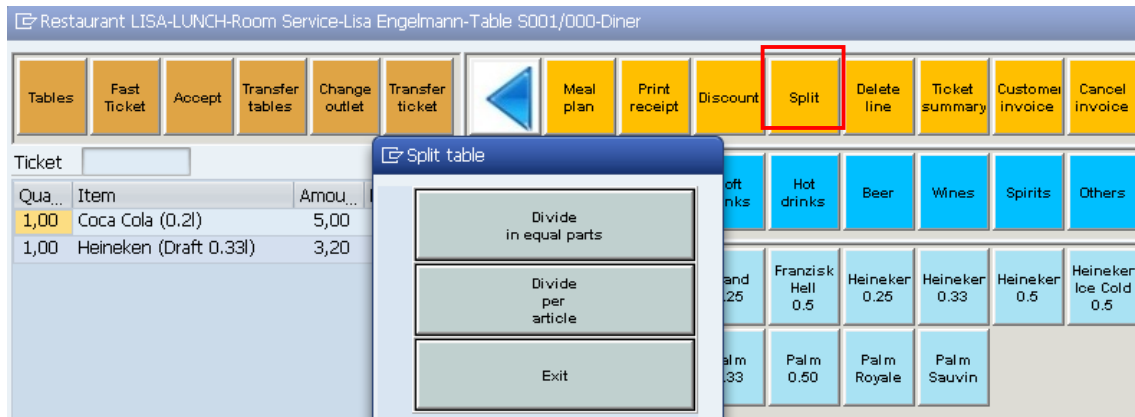 Restaurant LISA-LUNCH-Room Service-Lisa Engelmann-Table S001/000-Diner
Tables
Fast
Ticket
Accept
Transfer
tables
Change
outlet
Transfer
ticket
Meal
plan
Print
receipt
Discount
Split
Delete
line
Ticket
summary
Customer
invoice
Cancel
invoice
Ticket
Qua... Item Amou...
1,00 Coca Cola (0.2l) 5,00
1,00 Heineken (Draft 0.33l) 3,20
Split table
Divide
in equal parts
Divide
per
article
Exit
Hot
drinks
Beer
Wines
Spirits
Others
Franzisk
Hell
0.5
Heineker
0.25
Heineker
0.33
Heineker
0.5
Heineker
Ice Cold
0.5
Palm
0.50
Palm
Royale
Palm
Sauvin